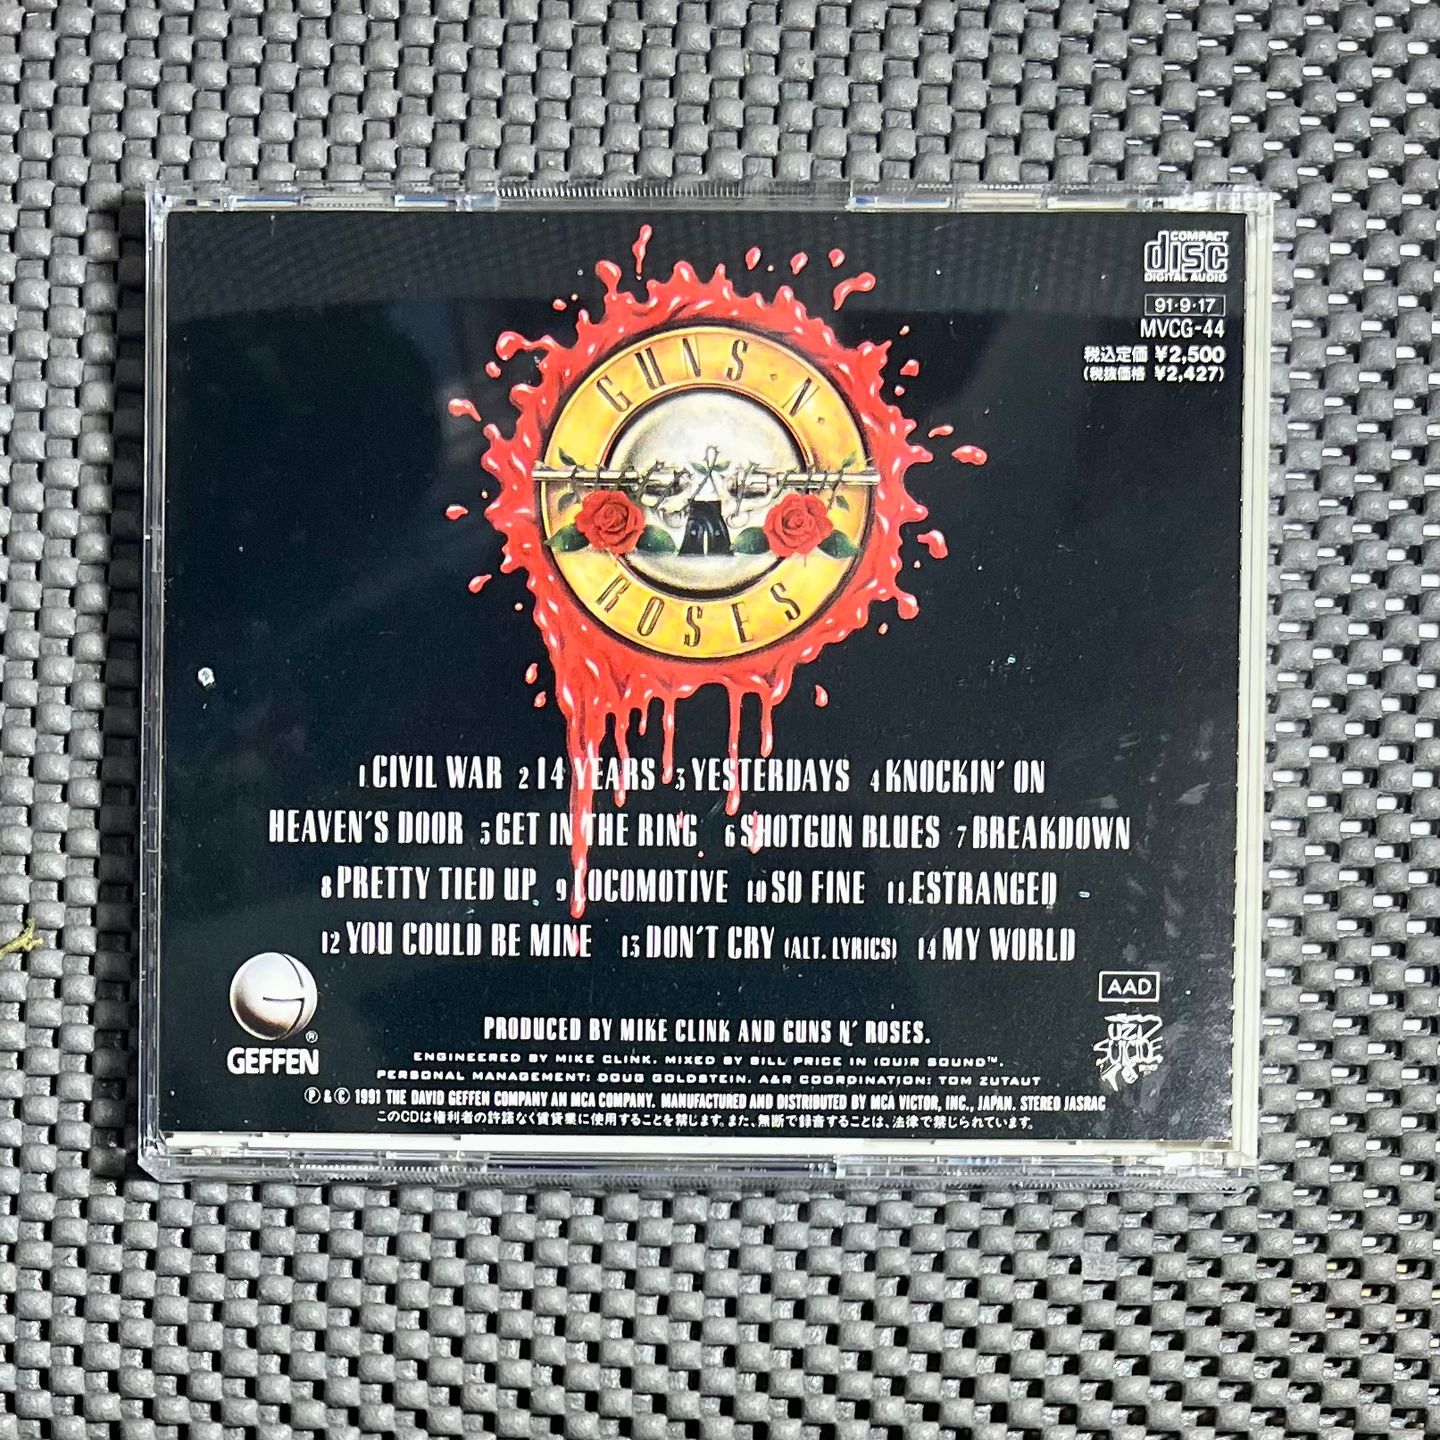 COMPACT
disc
DIGITAL AUDIO
91·9·17
MVCG-44
税込定価 ¥2,500
(税抜価格 ¥2,427)
GUNS·N·
ROSES
1 CIVIL WAR 2 14 YEARS 3 YESTERDAYS 4 KNOCKIN' ON
HEAVEN'S DOOR 5 GET IN THE RING 6 SHOTGUN BLUES 7 BREAKDOWN
8 PRETTY TIED UP 9 LOCOMOTIVE 10 SO FINE 11 ESTRANGED
12 YOU COULD BE MINE 13 DON'T CRY (ALT. LYRICS) 14 MY WORLD
® GEFFEN
AAD
UZI
SUICIDE
PRODUCED BY MIKE CLINK AND GUNS N' ROSES.
ENGINEERED BY MIKE CLINK. MIXED BY BILL PRICE IN (OUI)R SOUND™.
PERSONAL MANAGEMENT: DOUG GOLDSTEIN. A&R COORDINATION: TOM ZUTAUT
℗ & © 1991 THE DAVID GEFFEN COMPANY AN MCA COMPANY. MANUFACTURED AND DISTRIBUTED BY MCA VICTOR, INC., JAPAN. STEREO JASRAC
このCDは権利者の許諾なく賃貸業に使用することを禁じます。また、無断で録音することは、法律で禁じられています。